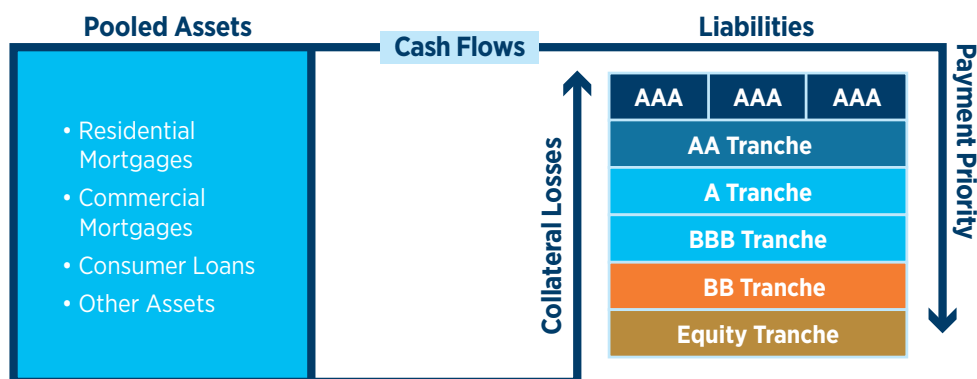 Pooled Assets
Cash Flows
Liabilities
• Residential
Mortgages
• Commercial
Mortgages
• Consumer Loans
• Other Assets
Collateral Losses
AAA AAA AAA
AA Tranche
A Tranche
BBB Tranche
BB Tranche
Equity Tranche
Payment Priority